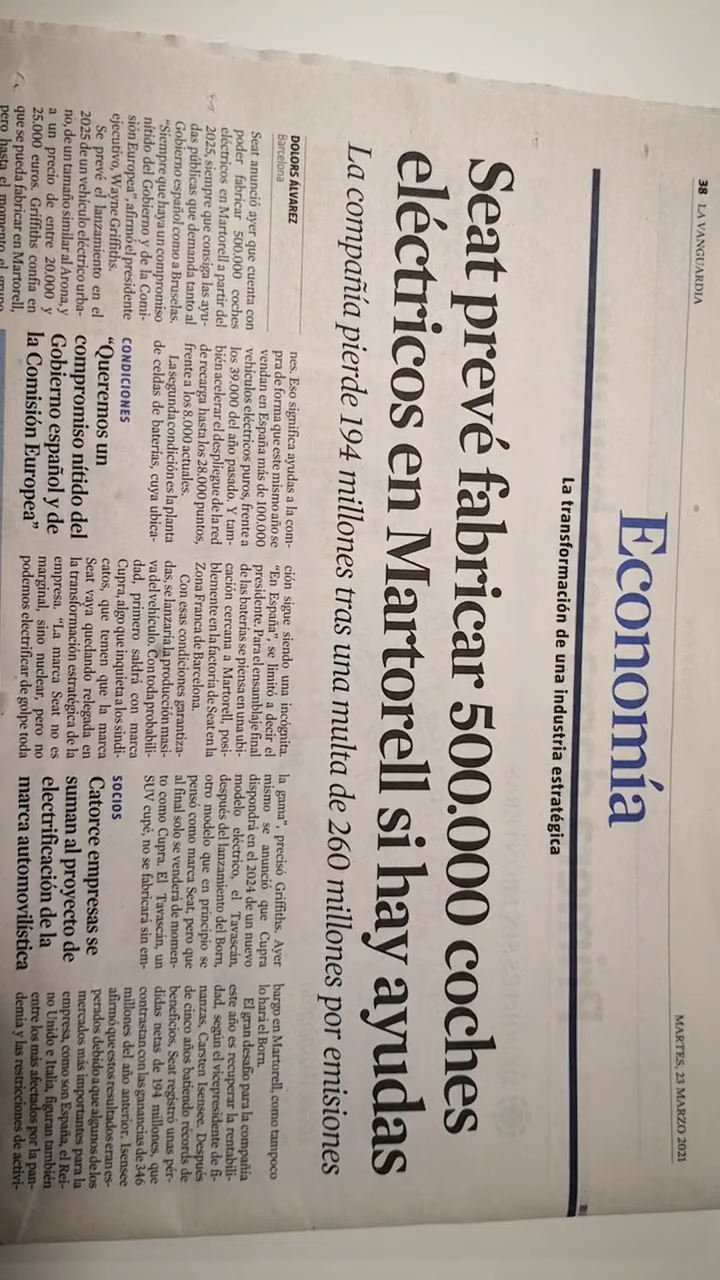 38 LA VANGUARDIA
MARTES, 23 MARZO 2021
Economía
La transformación de una industria estratégica
Seat prevé fabricar 500.000 coches
eléctricos en Martorell si hay ayudas
La compañía pierde 194 millones tras una multa de 260 millones por emisiones
DOLORS ÁLVAREZ
Barcelona
Seat anunció ayer que cuenta con
poder fabricar 500.000 coches
eléctricos en Martorell a partir del
2025, siempre que consiga las ayu-
das públicas que demanda tanto al
Gobierno español como a Bruselas.
“Siempre que haya un compromiso
nítido del Gobierno y de la Comi-
sión Europea”, afirmó el presidente
ejecutivo, Wayne Griffiths.
Se prevé el lanzamiento en el
2025 de un vehículo eléctrico urba-
no, de un tamaño similar al Arona, y
a un precio de entre 20.000 y
25.000 euros. Griffiths confía en
que se pueda fabricar en Martorell,
pero hasta el momento el grupo
nes. Eso significa ayudas a la com-
pra de forma que este mismo año se
vendan en España más de 100.000
vehículos eléctricos puros, frente a
los 39.000 del año pasado. Y tam-
bién acelerar el despliegue de la red
de recarga hasta los 28.000 puntos,
frente a los 8.000 actuales.
La segunda condición es la planta
de celdas de baterías, cuya ubica-
CONDICIONES
“Queremos un
compromiso nítido del
Gobierno español y de
la Comisión Europea”
ción sigue siendo una incógnita.
“En España”, se limitó a decir el
presidente. Para el ensamblaje final
de las baterías se piensa en una ubi-
cación cercana a Martorell, posi-
blemente en la factoría de Seat en la
Zona Franca de Barcelona.
Con esas condiciones garantiza-
das, se lanzaría la producción masi-
va del vehículo. Con toda probabili-
dad, primero saldrá con marca
Cupra, algo que inquieta a los sindi-
catos, que temen que la marca
Seat vaya quedando relegada en
la transformación estratégica de la
empresa. “La marca Seat no es
marginal, sino nuclear, pero no
podemos electrificar de golpe toda
la gama”, precisó Griffiths. Ayer
mismo se anunció que Cupra
dispondrá en el 2024 de un nuevo
modelo eléctrico, el Tavascán,
después del lanzamiento del Born,
otro modelo que en principio se
pensó como marca Seat, pero que
al final solo se venderá de momen-
to como Cupra. El Tavascán, un
SUV cupé, no se fabricará sin em-
SOCIOS
Catorce empresas se
suman al proyecto de
electrificación de la
marca automovilística
bargo en Martorell, como tampoco
lo hará el Born.
El gran desafío para la compañía
este año es recuperar la rentabili-
dad, según el vicepresidente de fi-
nanzas, Carsten Isensee. Después
de cinco años batiendo récords de
beneficios, Seat registró unas pér-
didas netas de 194 millones, que
contrastan con las ganancias de 346
millones del año anterior. Isensee
afirmó que estos resultados eran es-
perados debido a que algunos de los
mercados más importantes para la
empresa, como son España, el Rei-
no Unido e Italia, figuran también
entre los más afectados por la pan-
demia y las restricciones de activi-